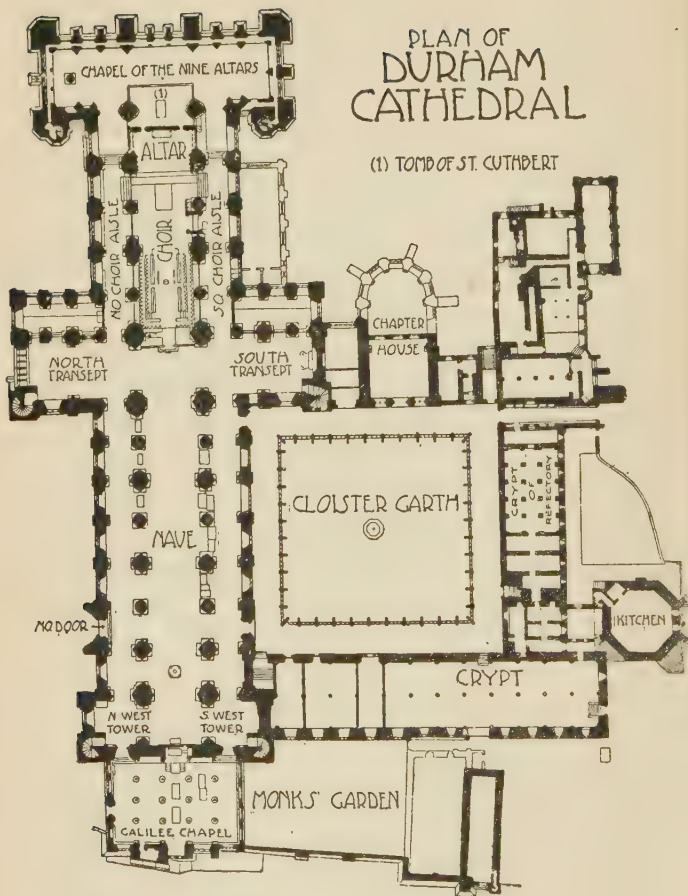 PLAN OF
DURHAM
CATHEDRAL
(1) TOMB OF ST. CUTHBERT
CHAPEL OF THE NINE ALTARS
(1)
ALTAR
NO CHOIR AISLE
CHOIR
SO CHOIR AISLE
NORTH
TRANSEPT
SOUTH
TRANSEPT
CHAPTER
HOUSE
CLOISTER GARTH
CRYPT
OF
REFECTORY
NAVE
NO. DOOR
KITCHEN
CRYPT
N. WEST
TOWER
S. WEST
TOWER
MONKS' GARDEN
GALILEE CHAPEL